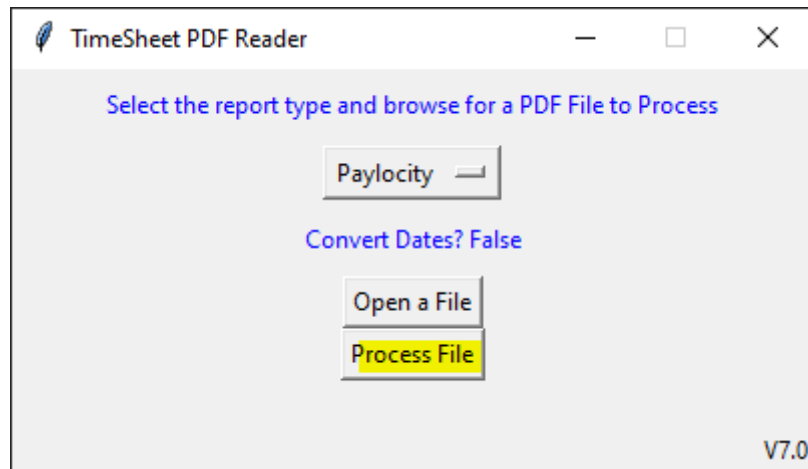 TimeSheet PDF Reader
Select the report type and browse for a PDF File to Process
Paylocity
Convert Dates? False
Open a File
Process File
V7.0